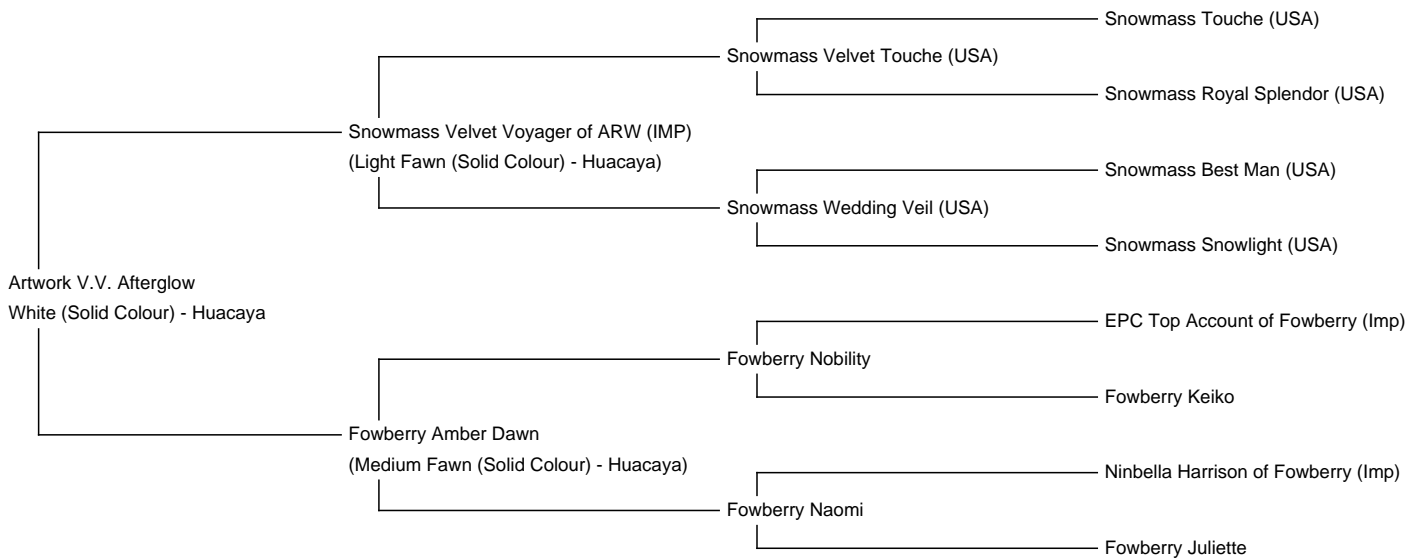 Snowmass Touche (USA)
Snowmass Velvet Touche (USA)
Snowmass Royal Splendor (USA)
Snowmass Velvet Voyager of ARW (IMP)
(Light Fawn (Solid Colour) - Huacaya)
Snowmass Best Man (USA)
Snowmass Wedding Veil (USA)
Snowmass Snowlight (USA)
Artwork V.V. Afterglow
White (Solid Colour) - Huacaya
EPC Top Account of Fowberry (Imp)
Fowberry Nobility
Fowberry Keiko
Fowberry Amber Dawn
(Medium Fawn (Solid Colour) - Huacaya)
Ninbella Harrison of Fowberry (Imp)
Fowberry Naomi
Fowberry Juliette